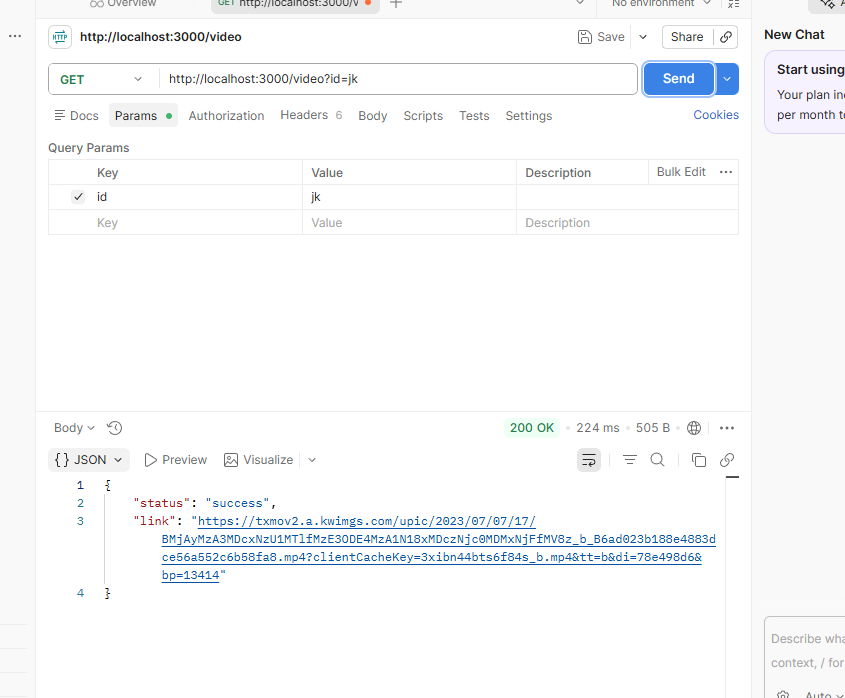 Overview
GET http://localhost:3000/v
No environment
http://localhost:3000/video
Save
Share
New Chat
GET
http://localhost:3000/video?id=jk
Send
Start using
Your plan
per month
Docs
Params
Authorization
Headers 6
Body
Scripts
Tests
Settings
Cookies
Query Params
Key
Value
Description
Bulk Edit
id
jk
Key
Value
Description
Body
200 OK
224 ms
505 B
{} JSON
Preview
Visualize
1 {
2 "status": "success",
3 "link": "https://txmov2.a.kwimgs.com/upic/2023/07/07/17/
BMjAyMzA3MDcxNzU1MTlfMzE3ODE4MzA1N18xMDczNjc0MDMxNjFfMV8z_b_B6ad023b188e4883d
ce56a552c6b58fa8.mp4?clientCacheKey=3xibn44bts6f84s_b.mp4&tt=b&di=78e498d6&
bp=13414"
4 }
Describe
context, / for
Auto